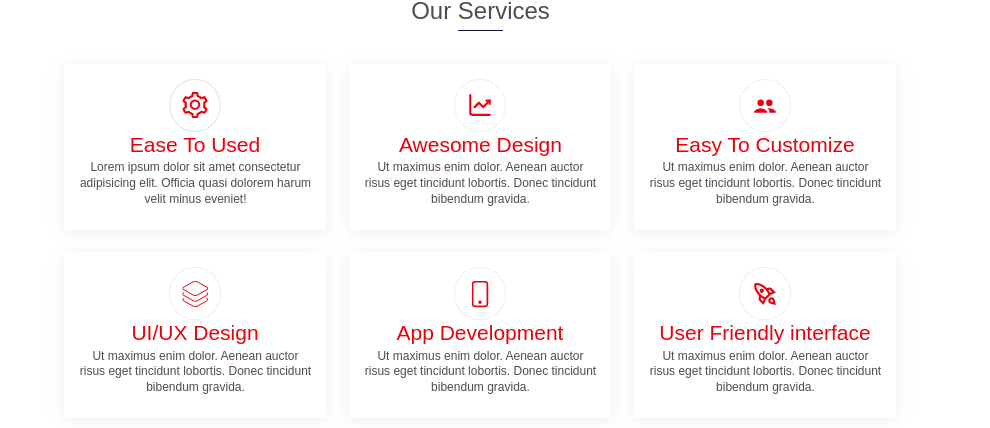 Our Services
Ease To Used
Lorem ipsum dolor sit amet consectetur
adipisicing elit. Officia quasi dolorem harum
velit minus eveniet!
Awesome Design
Ut maximus enim dolor. Aenean auctor
risus eget tincidunt lobortis. Donec tincidunt
bibendum gravida.
Easy To Customize
Ut maximus enim dolor. Aenean auctor
risus eget tincidunt lobortis. Donec tincidunt
bibendum gravida.
UI/UX Design
Ut maximus enim dolor. Aenean auctor
risus eget tincidunt lobortis. Donec tincidunt
bibendum gravida.
App Development
Ut maximus enim dolor. Aenean auctor
risus eget tincidunt lobortis. Donec tincidunt
bibendum gravida.
User Friendly interface
Ut maximus enim dolor. Aenean auctor
risus eget tincidunt lobortis. Donec tincidunt
bibendum gravida.